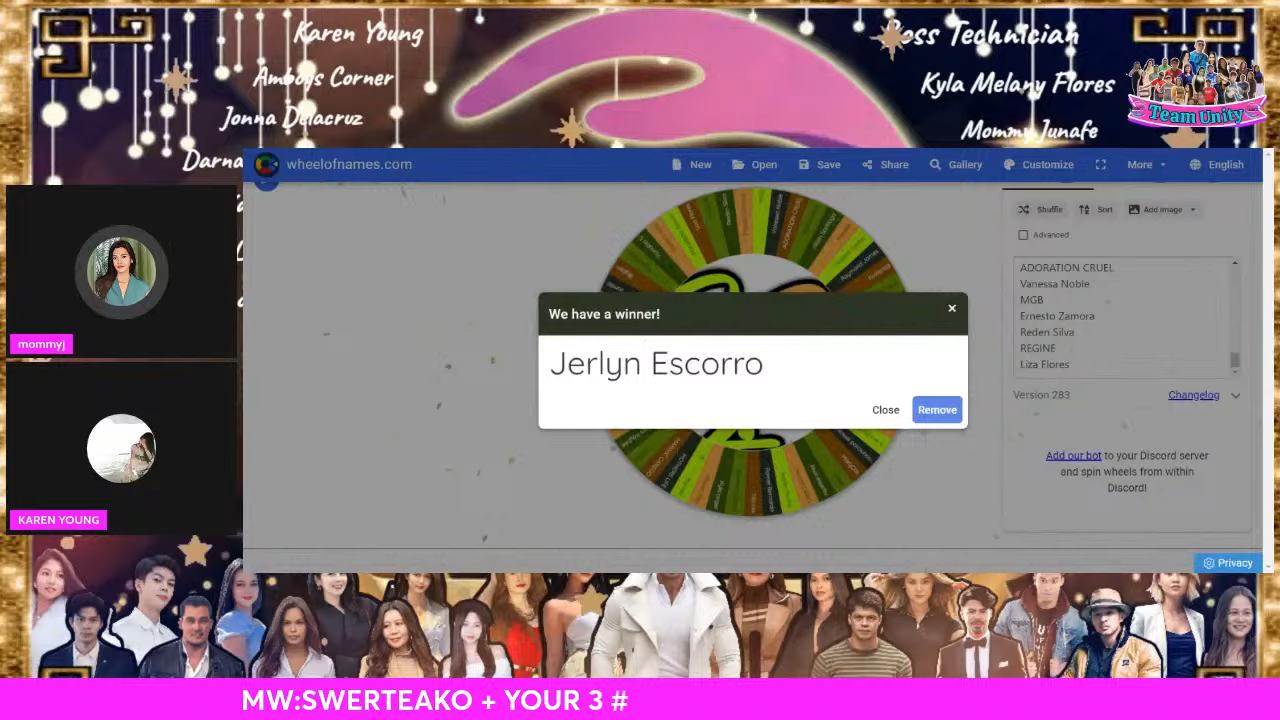 Karen Young
Amboys Corner
Jonna Delacruz
Darna
oss Technician
Kyla Melany Flores
Mommy Junafe
Team Unity
mommyj
KAREN YOUNG
wheelofnames.com
New
Open
Save
Share
Gallery
Customize
More
English
Shuffle
Sort
Add image
Advanced
ADORATION CRUEL
Vanessa Noble
MGB
Ernesto Zamora
Reden Silva
REGINE
Liza Flores
Version 283
Changelog
Add our bot to your Discord server
and spin wheels from within
Discord!
Privacy
We have a winner!
Jerlyn Escorro
Close
Remove
MW:SWERTEAKO + YOUR 3 #